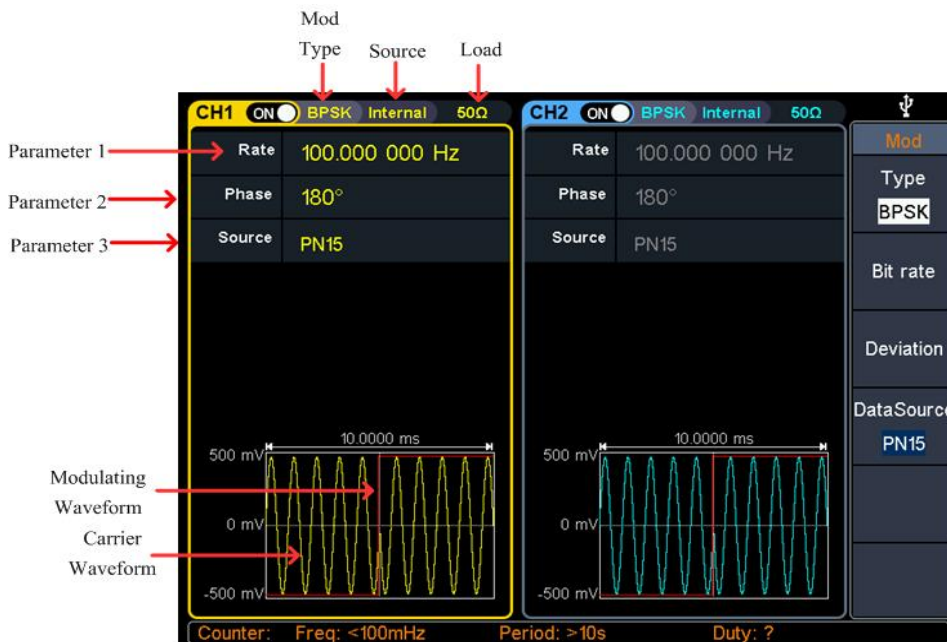 Mod
Type
Source
Load
CH1 ON BPSK Internal 50Ω
CH2 ON BPSK Internal 50Ω
Parameter 1
Rate 100.000 000 Hz
Rate 100.000 000 Hz
Parameter 2
Phase 180°
Phase 180°
Parameter 3
Source PN15
Source PN15
Mod
Type
BPSK
Bit rate
Deviation
DataSource
PN15
10.0000 ms
500 mV
0 mV
-500 mV
10.0000 ms
500 mV
0 mV
-500 mV
Modulating
Waveform
Carrier
Waveform
Counter: Freq: <100mHz Period: >10s Duty: ?